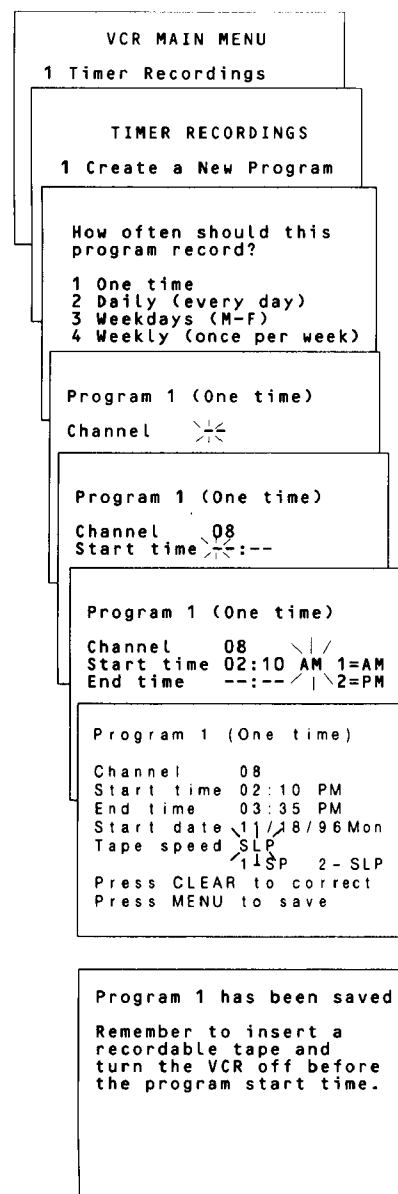 VCR MAIN MENU
1 Timer Recordings
TIMER RECORDINGS
1 Create a New Program
How often should this
program record?
1 One time
2 Daily (every day)
3 Weekdays (M-F)
4 Weekly (once per week)
Program 1 (One time)
Channel --
Program 1 (One time)
Channel 08
Start time --:--
Program 1 (One time)
Channel 08
Start time 02:10 AM 1=AM
End time --:-- 2=PM
Program 1 (One time)
Channel 08
Start time 02:10 PM
End time 03:35 PM
Start date 11/18/96 Mon
Tape speed SLP
1-SP 2-SLP
Press CLEAR to correct
Press MENU to save
Program 1 has been saved
Remember to insert a
recordable tape and
turn the VCR off before
the program start time.